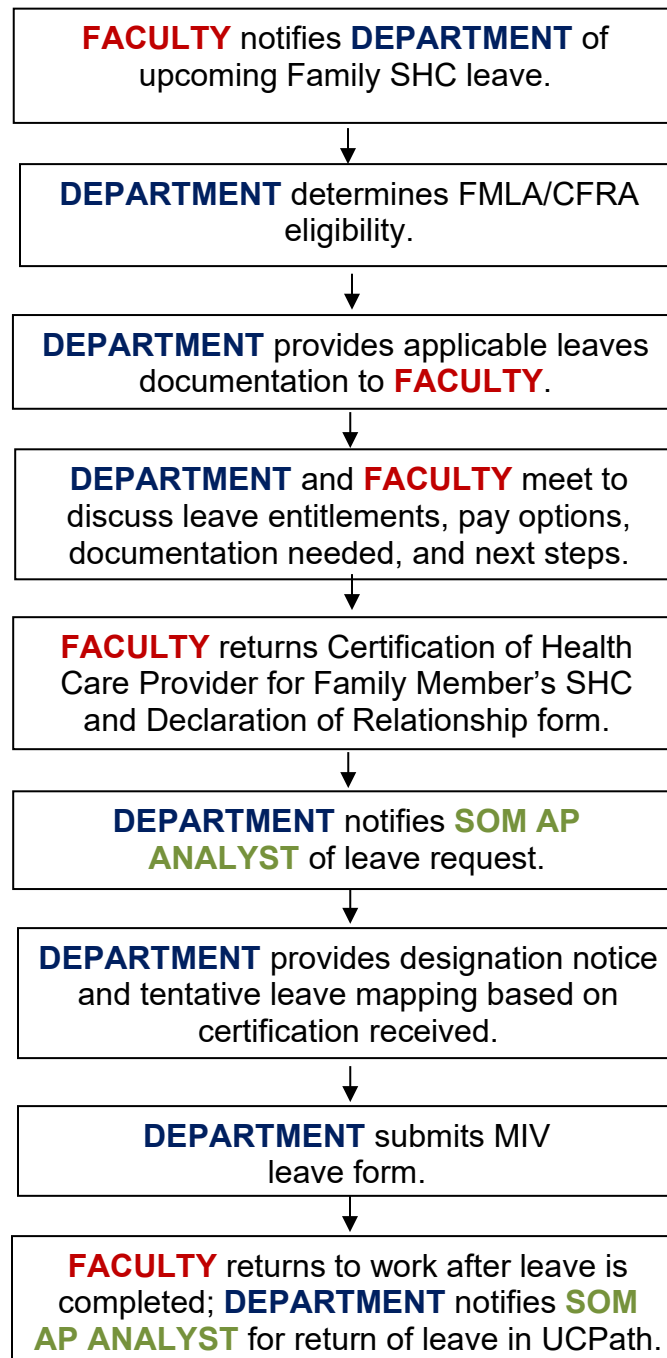 FACULTY notifies DEPARTMENT of
upcoming Family SHC leave.
DEPARTMENT determines FMLA/CFRA
eligibility.
DEPARTMENT provides applicable leaves
documentation to FACULTY.
DEPARTMENT and FACULTY meet to
discuss leave entitlements, pay options,
documentation needed, and next steps.
FACULTY returns Certification of Health
Care Provider for Family Member’s SHC
and Declaration of Relationship form.
DEPARTMENT notifies SOM AP
ANALYST of leave request.
DEPARTMENT provides designation notice
and tentative leave mapping based on
certification received.
DEPARTMENT submits MIV
leave form.
FACULTY returns to work after leave is
completed; DEPARTMENT notifies SOM
AP ANALYST for return of leave in UCPath.